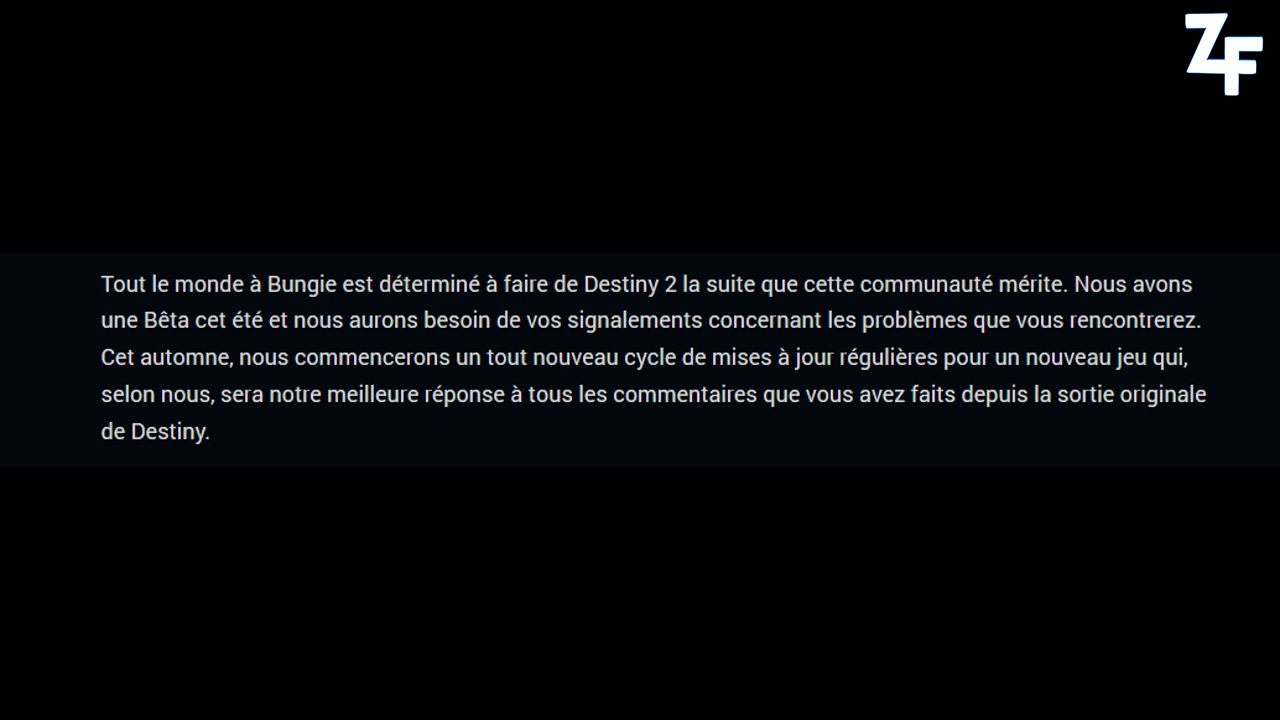 ZF
Tout le monde à Bungie est déterminé à faire de Destiny 2 la suite que cette communauté mérite. Nous avons
une Bêta cet été et nous aurons besoin de vos signalements concernant les problèmes que vous rencontrerez.
Cet automne, nous commencerons un tout nouveau cycle de mises à jour régulières pour un nouveau jeu qui,
selon nous, sera notre meilleure réponse à tous les commentaires que vous avez faits depuis la sortie originale
de Destiny.